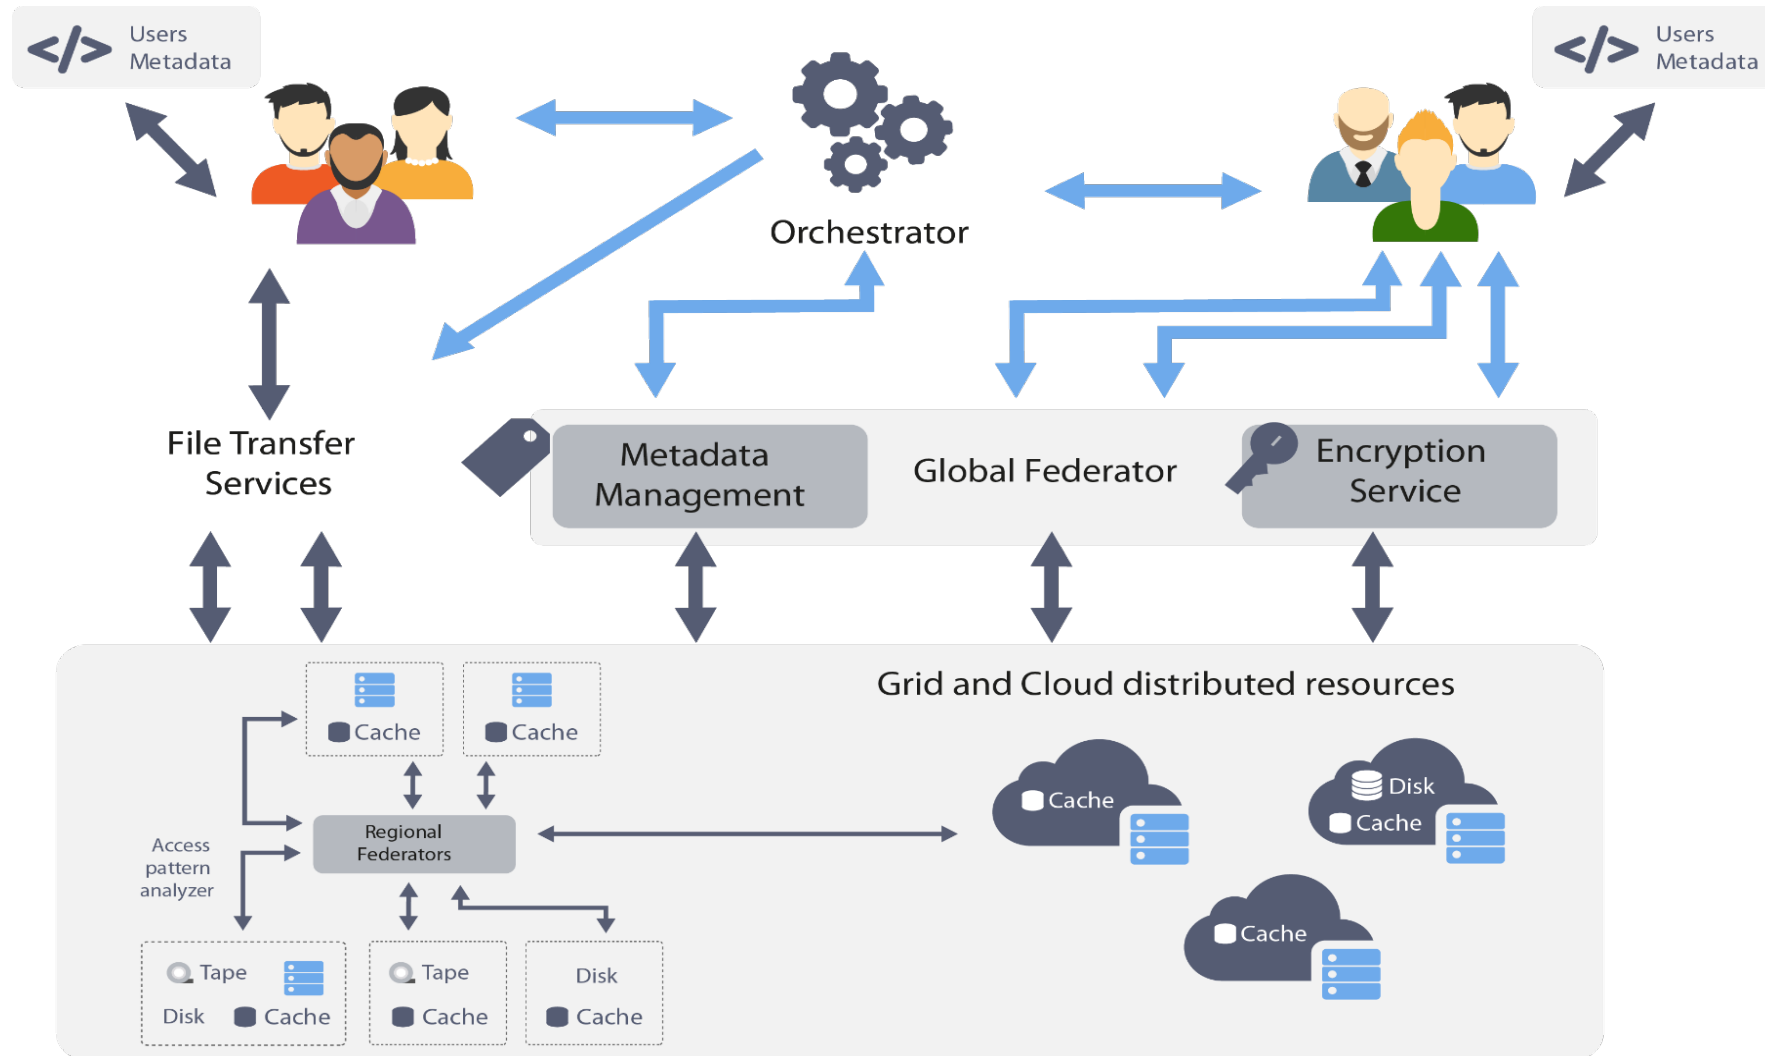 Users
Metadata
Users
Metadata
Orchestrator
File Transfer
Services
Metadata
Management
Global Federator
Encryption
Service
Grid and Cloud distributed resources
Cache
Cache
Regional
Federators
Access
pattern
analyzer
Cache
Disk
Cache
Cache
Tape
Disk
Cache
Tape
Cache
Disk
Cache